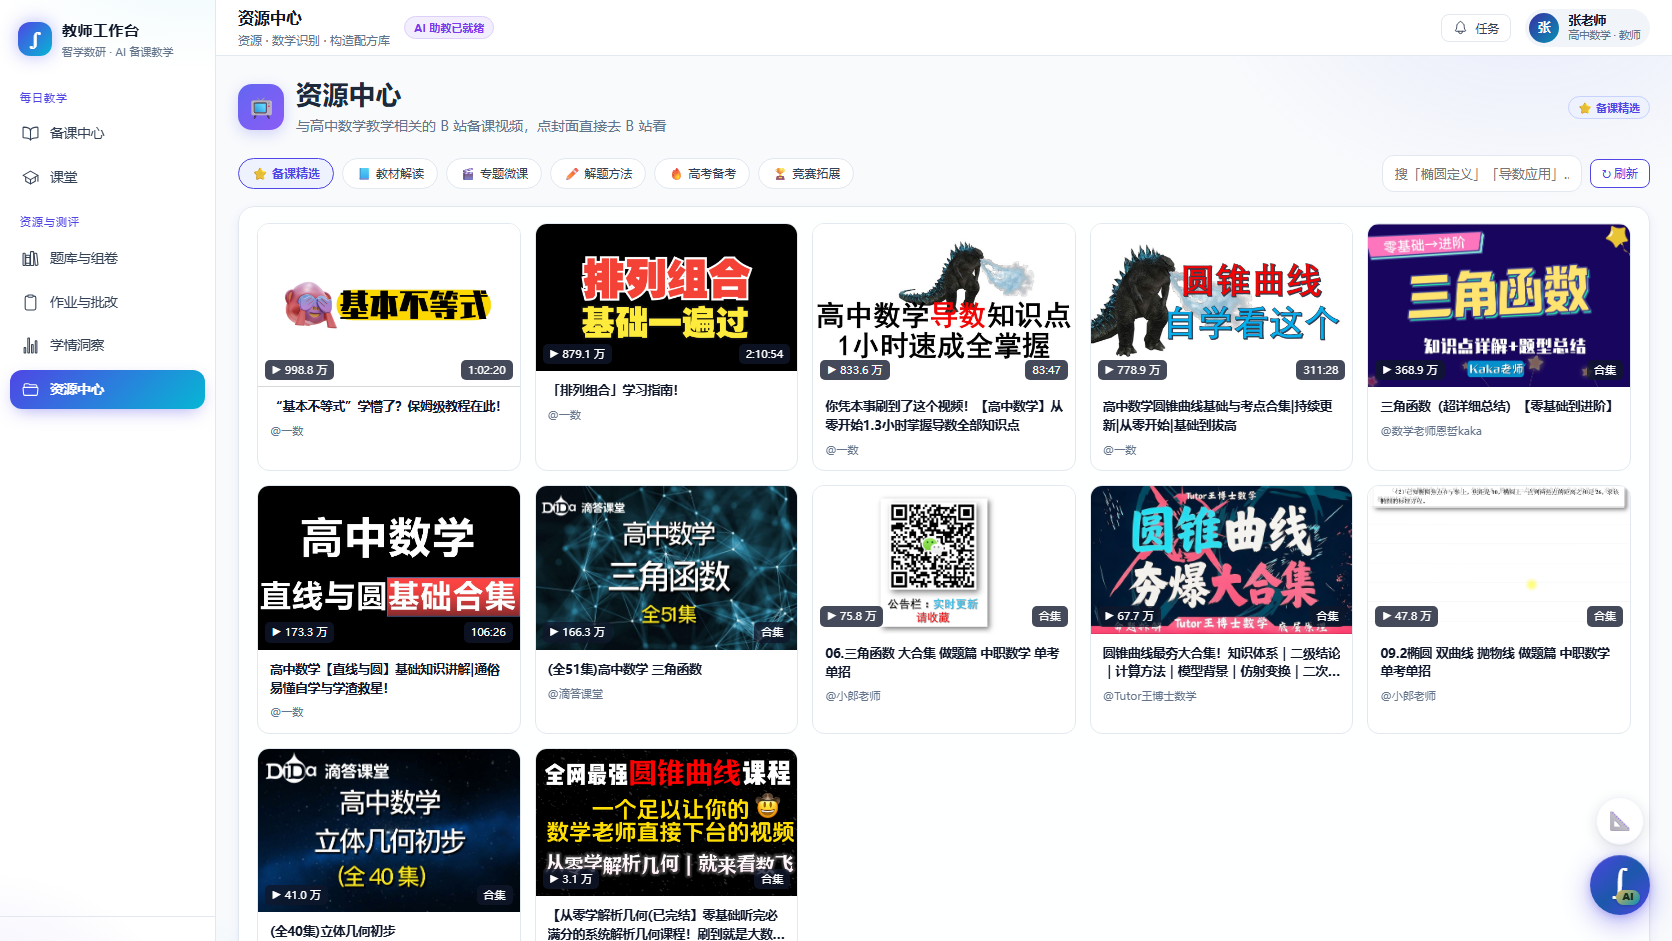 教师工作台
智学数研 · AI 备课教学
每日教学
备课中心
课堂
资源与测评
题库与组卷
作业与批改
学情洞察
资源中心
资源中心
资源 · 数学识别 · 构造配方库
AI 助教已就绪
任务
张
张老师
高中数学 · 教师
资源中心
与高中数学教学相关的 B 站备课视频，点封面直接去 B 站看
备课精选
备课精选
教材解读
专题微课
解题方法
高考备考
竞赛拓展
搜「椭圆定义」「导数应用」..
刷新
基本不等式
998.8 万
1:02:20
“基本不等式”学懵了？保姆级教程在此！
@一数
排列组合
基础一遍过
879.1 万
2:10:54
「排列组合」学习指南！
@一数
高中数学导数知识点
1小时速成全掌握
833.6 万
83:47
你凭本事刷到了这个视频！【高中数学】从
零开始1.3小时掌握导数全部知识点
@一数
圆锥曲线
自学看这个
778.9 万
311:28
高中数学圆锥曲线基础与考点合集|持续更
新|从零开始|基础到拔高
@一数
零基础→进阶
三角函数
知识点详解+题型总结
Kaka老师
368.9 万
合集
三角函数（超详细总结）【零基础到进阶】
@数学老师恩哲kaka
高中数学
直线与圆基础合集
173.3 万
106:26
高中数学【直线与圆】基础知识讲解|通俗
易懂自学与学渣救星！
@一数
DiDa 滴答课堂
高中数学
三角函数
全51集
166.3 万
合集
(全51集)高中数学 三角函数
@滴答课堂
公告栏：实时更新
请收藏
75.8 万
合集
06.三角函数 大合集 做题篇 中职数学 单考
单招
@小郎老师
Tutor王博士数学
圆锥曲线
夯爆大合集
Tutor王博士数学
67.7 万
合集
圆锥曲线最夯大合集！知识体系｜二级结论
｜计算方法｜模型背景｜仿射变换｜二次...
@Tutor王博士数学
47.8 万
合集
09.2椭圆 双曲线 抛物线 做题篇 中职数学
单考单招
@小郎老师
DiDa 滴答课堂
高中数学
立体几何初步
(全 40 集)
41.0 万
合集
(全40集)立体几何初步
全网最强圆锥曲线课程
一个足以让你的
数学老师直接下台的视频
从零学解析几何｜就来看数飞
3.1 万
合集
【从零学解析几何(已完结】零基础听完必
满分的系统解析几何课程！刷到就是大数...
AI